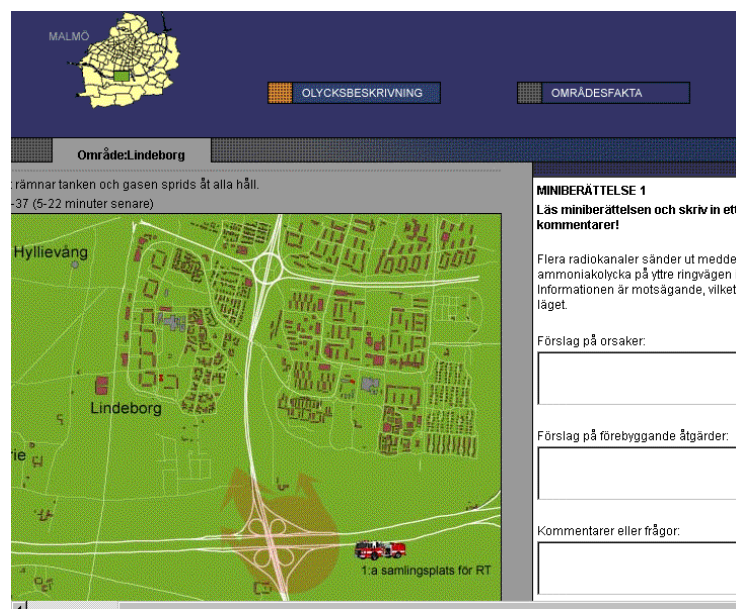 MALMÖ
OLYCKSBESKRIVNING
OMRÅDESFAKTA
Område:Lindeborg
rämnar tanken och gasen sprids åt alla håll.
-37 (5-22 minuter senare)
Hyllievång
Lindeborg
rie
1:a samlingsplats för RT
MINIBERÄTTELSE 1
Läs miniberättelsen och skriv in ett
kommentarer!
Flera radiokanaler sänder ut medde
ammoniakolycka på yttre ringvägen i
Informationen är motsägande, vilket
läget.
Förslag på orsaker:
Förslag på förebyggande åtgärder:
Kommentarer eller frågor: